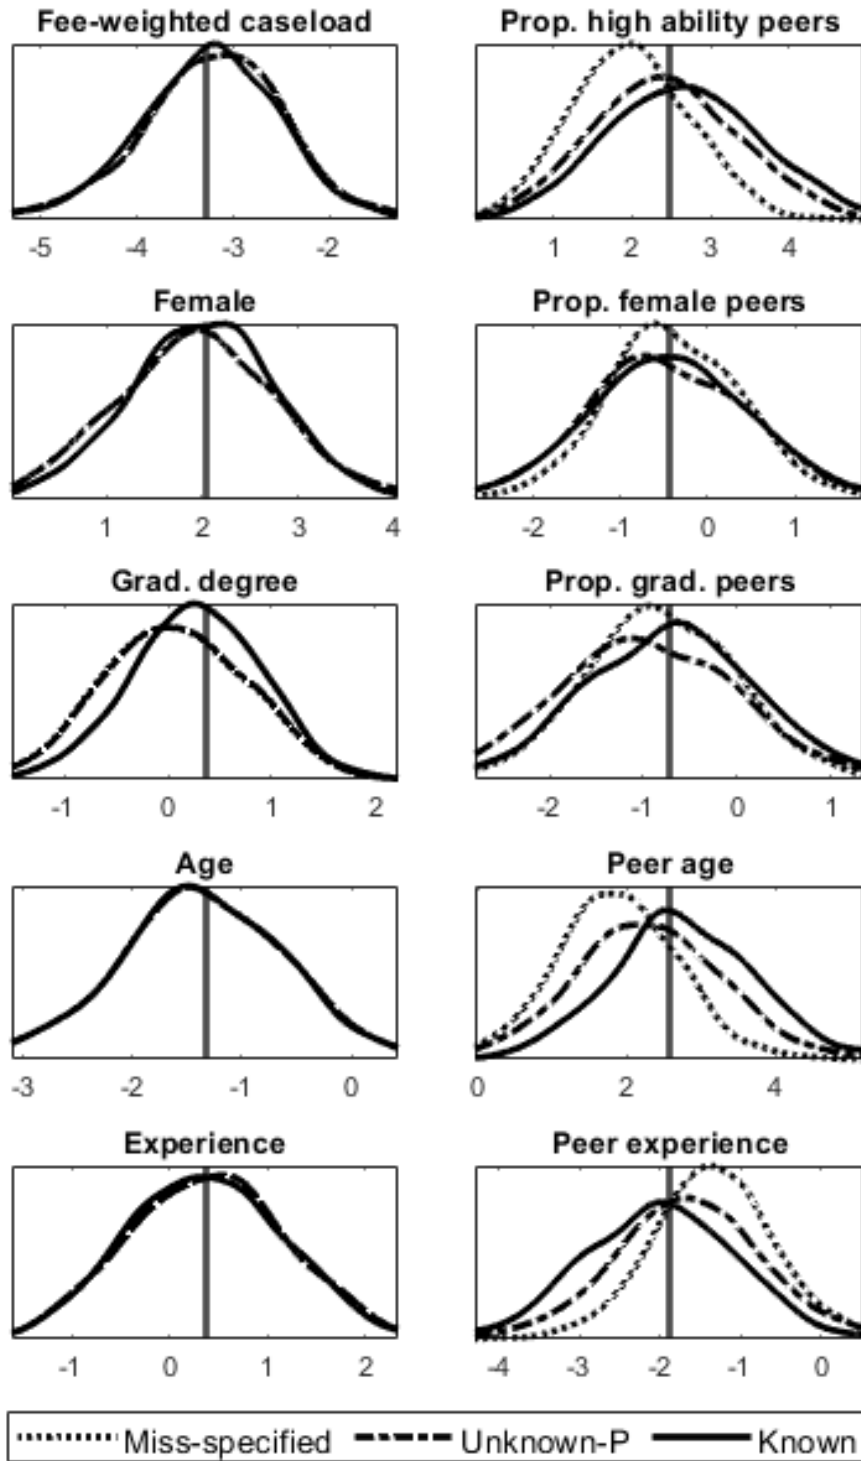 Fee-weighted caseload
Prop. high ability peers
-5 -4 -3 -2
1 2 3 4
Female
Prop. female peers
1 2 3 4
-2 -1 0 1
Grad. degree
Prop. grad. peers
-1 0 1 2
-2 -1 0 1
Age
Peer age
-3 -2 -1 0
0 2 4
Experience
Peer experience
-1 0 1 2
-4 -3 -2 -1 0
Miss-specified Unknown-P Known